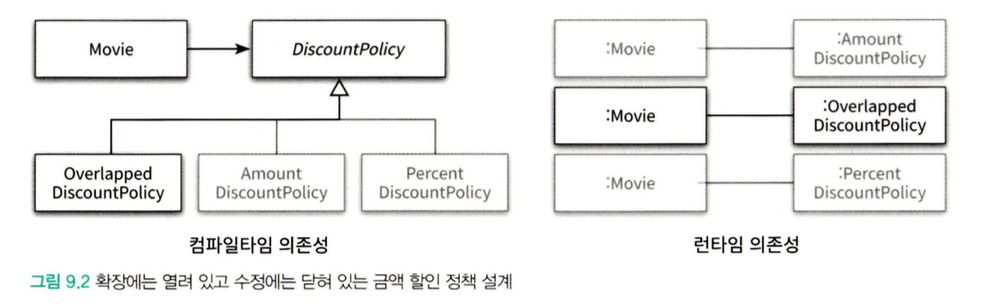 Movie
DiscountPolicy
Overlapped
DiscountPolicy
Amount
DiscountPolicy
Percent
DiscountPolicy
컴파일타임 의존성
:Movie
:Amount
DiscountPolicy
:Movie
:Overlapped
DiscountPolicy
:Movie
:Percent
DiscountPolicy
런타임 의존성
그림 9.2 확장에는 열려 있고 수정에는 닫혀 있는 금액 할인 정책 설계